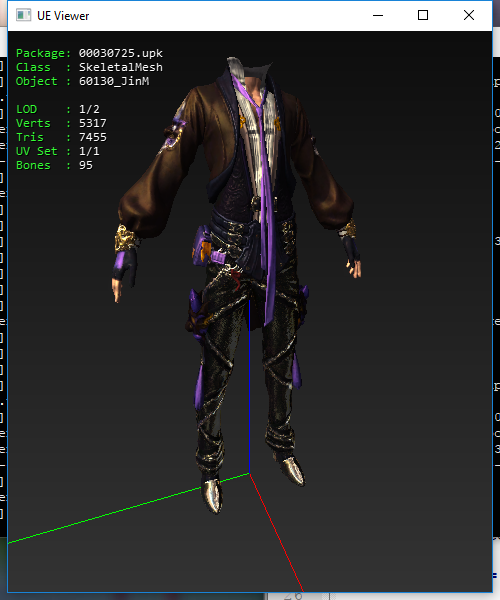 UE Viewer
Package: 00030725.upk
Class : SkeletalMesh
Object : 60130_JinM
LOD : 1/2
Verts : 5317
Tris : 7455
UV Set : 1/1
Bones : 95